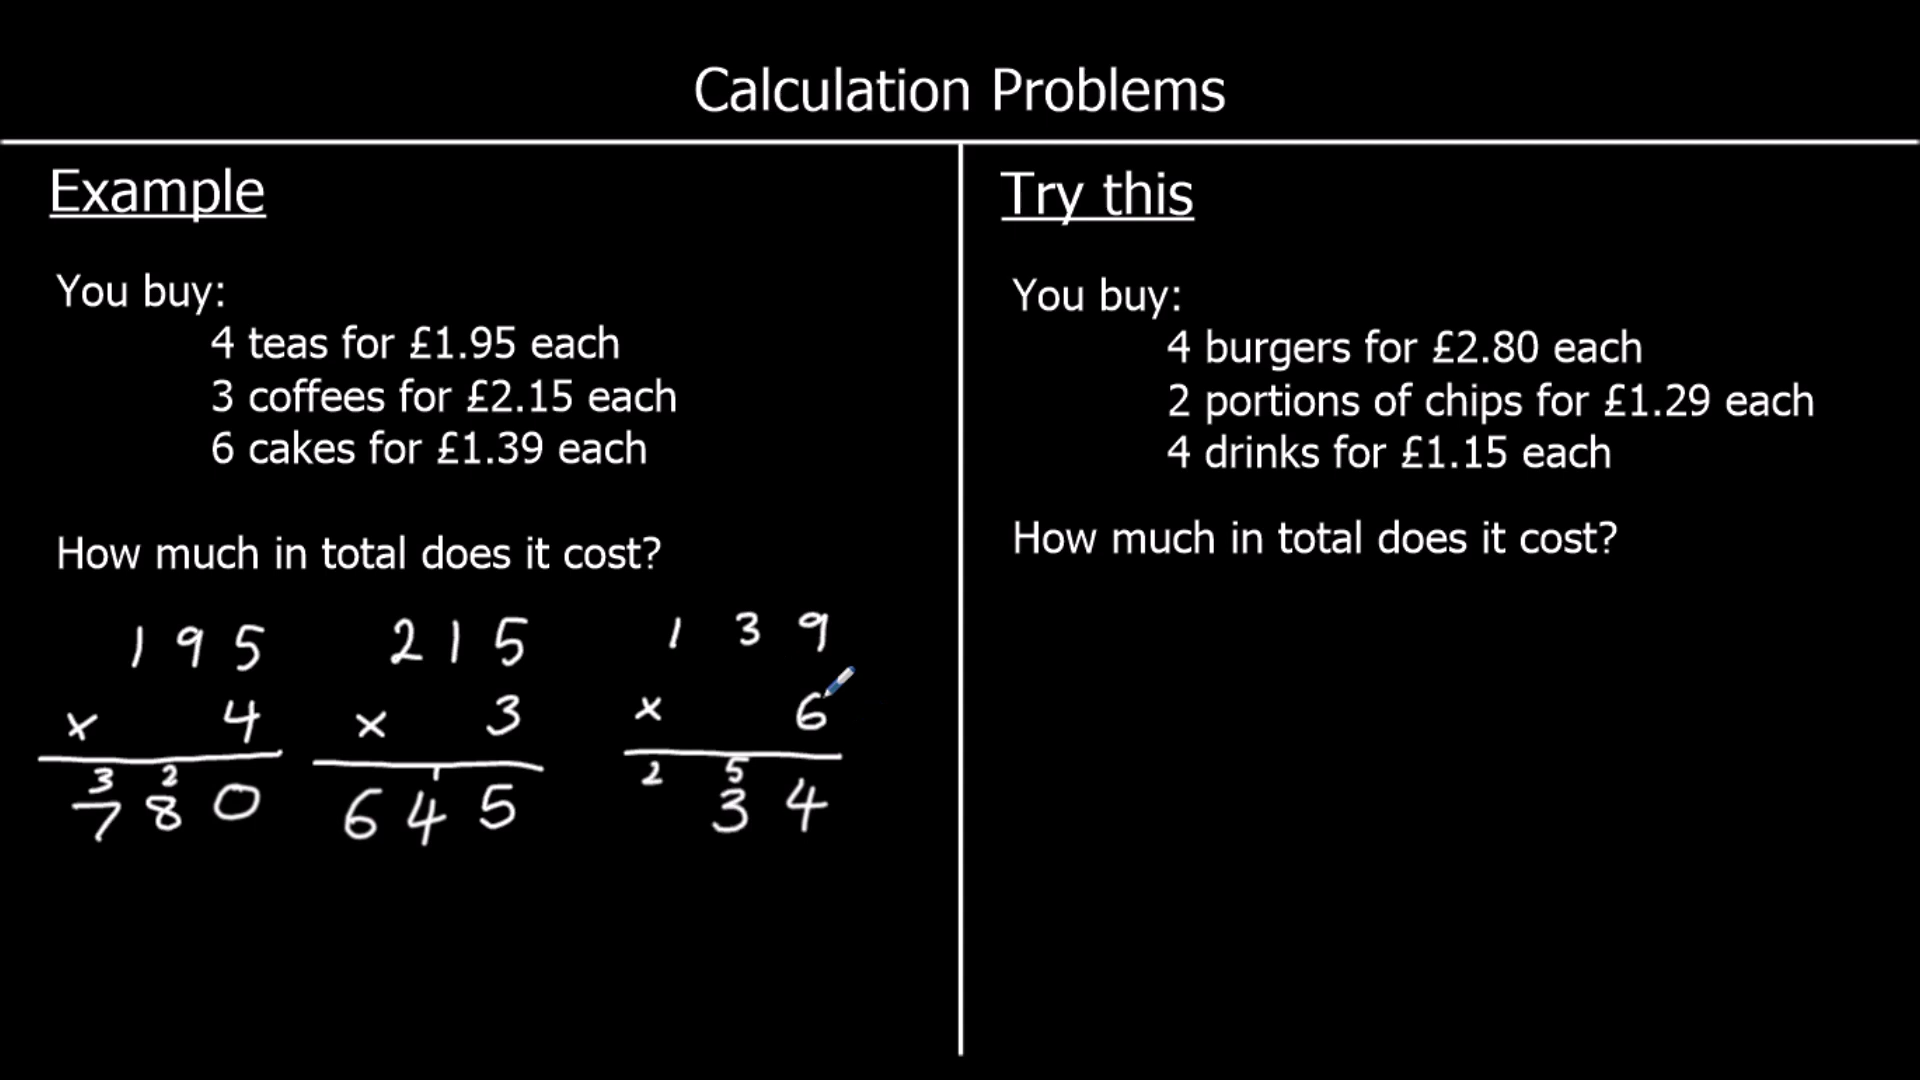 Calculation Problems
Example
You buy:
4 teas for £1.95 each
3 coffees for £2.15 each
6 cakes for £1.39 each
How much in total does it cost?
195
× 4
3 2
780
215
× 3
1
645
139
× 6
2 5
34
Try this
You buy:
4 burgers for £2.80 each
2 portions of chips for £1.29 each
4 drinks for £1.15 each
How much in total does it cost?